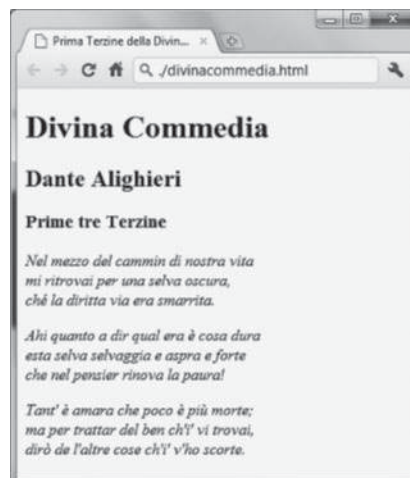 Prima Terzine della Divin...
./divinacommedia.html
Divina Commedia
Dante Alighieri
Prime tre Terzine
Nel mezzo del cammin di nostra vita
mi ritrovai per una selva oscura,
ché la diritta via era smarrita.
Ahi quanto a dir qual era è cosa dura
esta selva selvaggia e aspra e forte
che nel pensier rinova la paura!
Tant' è amara che poco è più morte;
ma per trattar del ben ch'i' vi trovai,
dirò de l'altre cose ch'i' v'ho scorte.